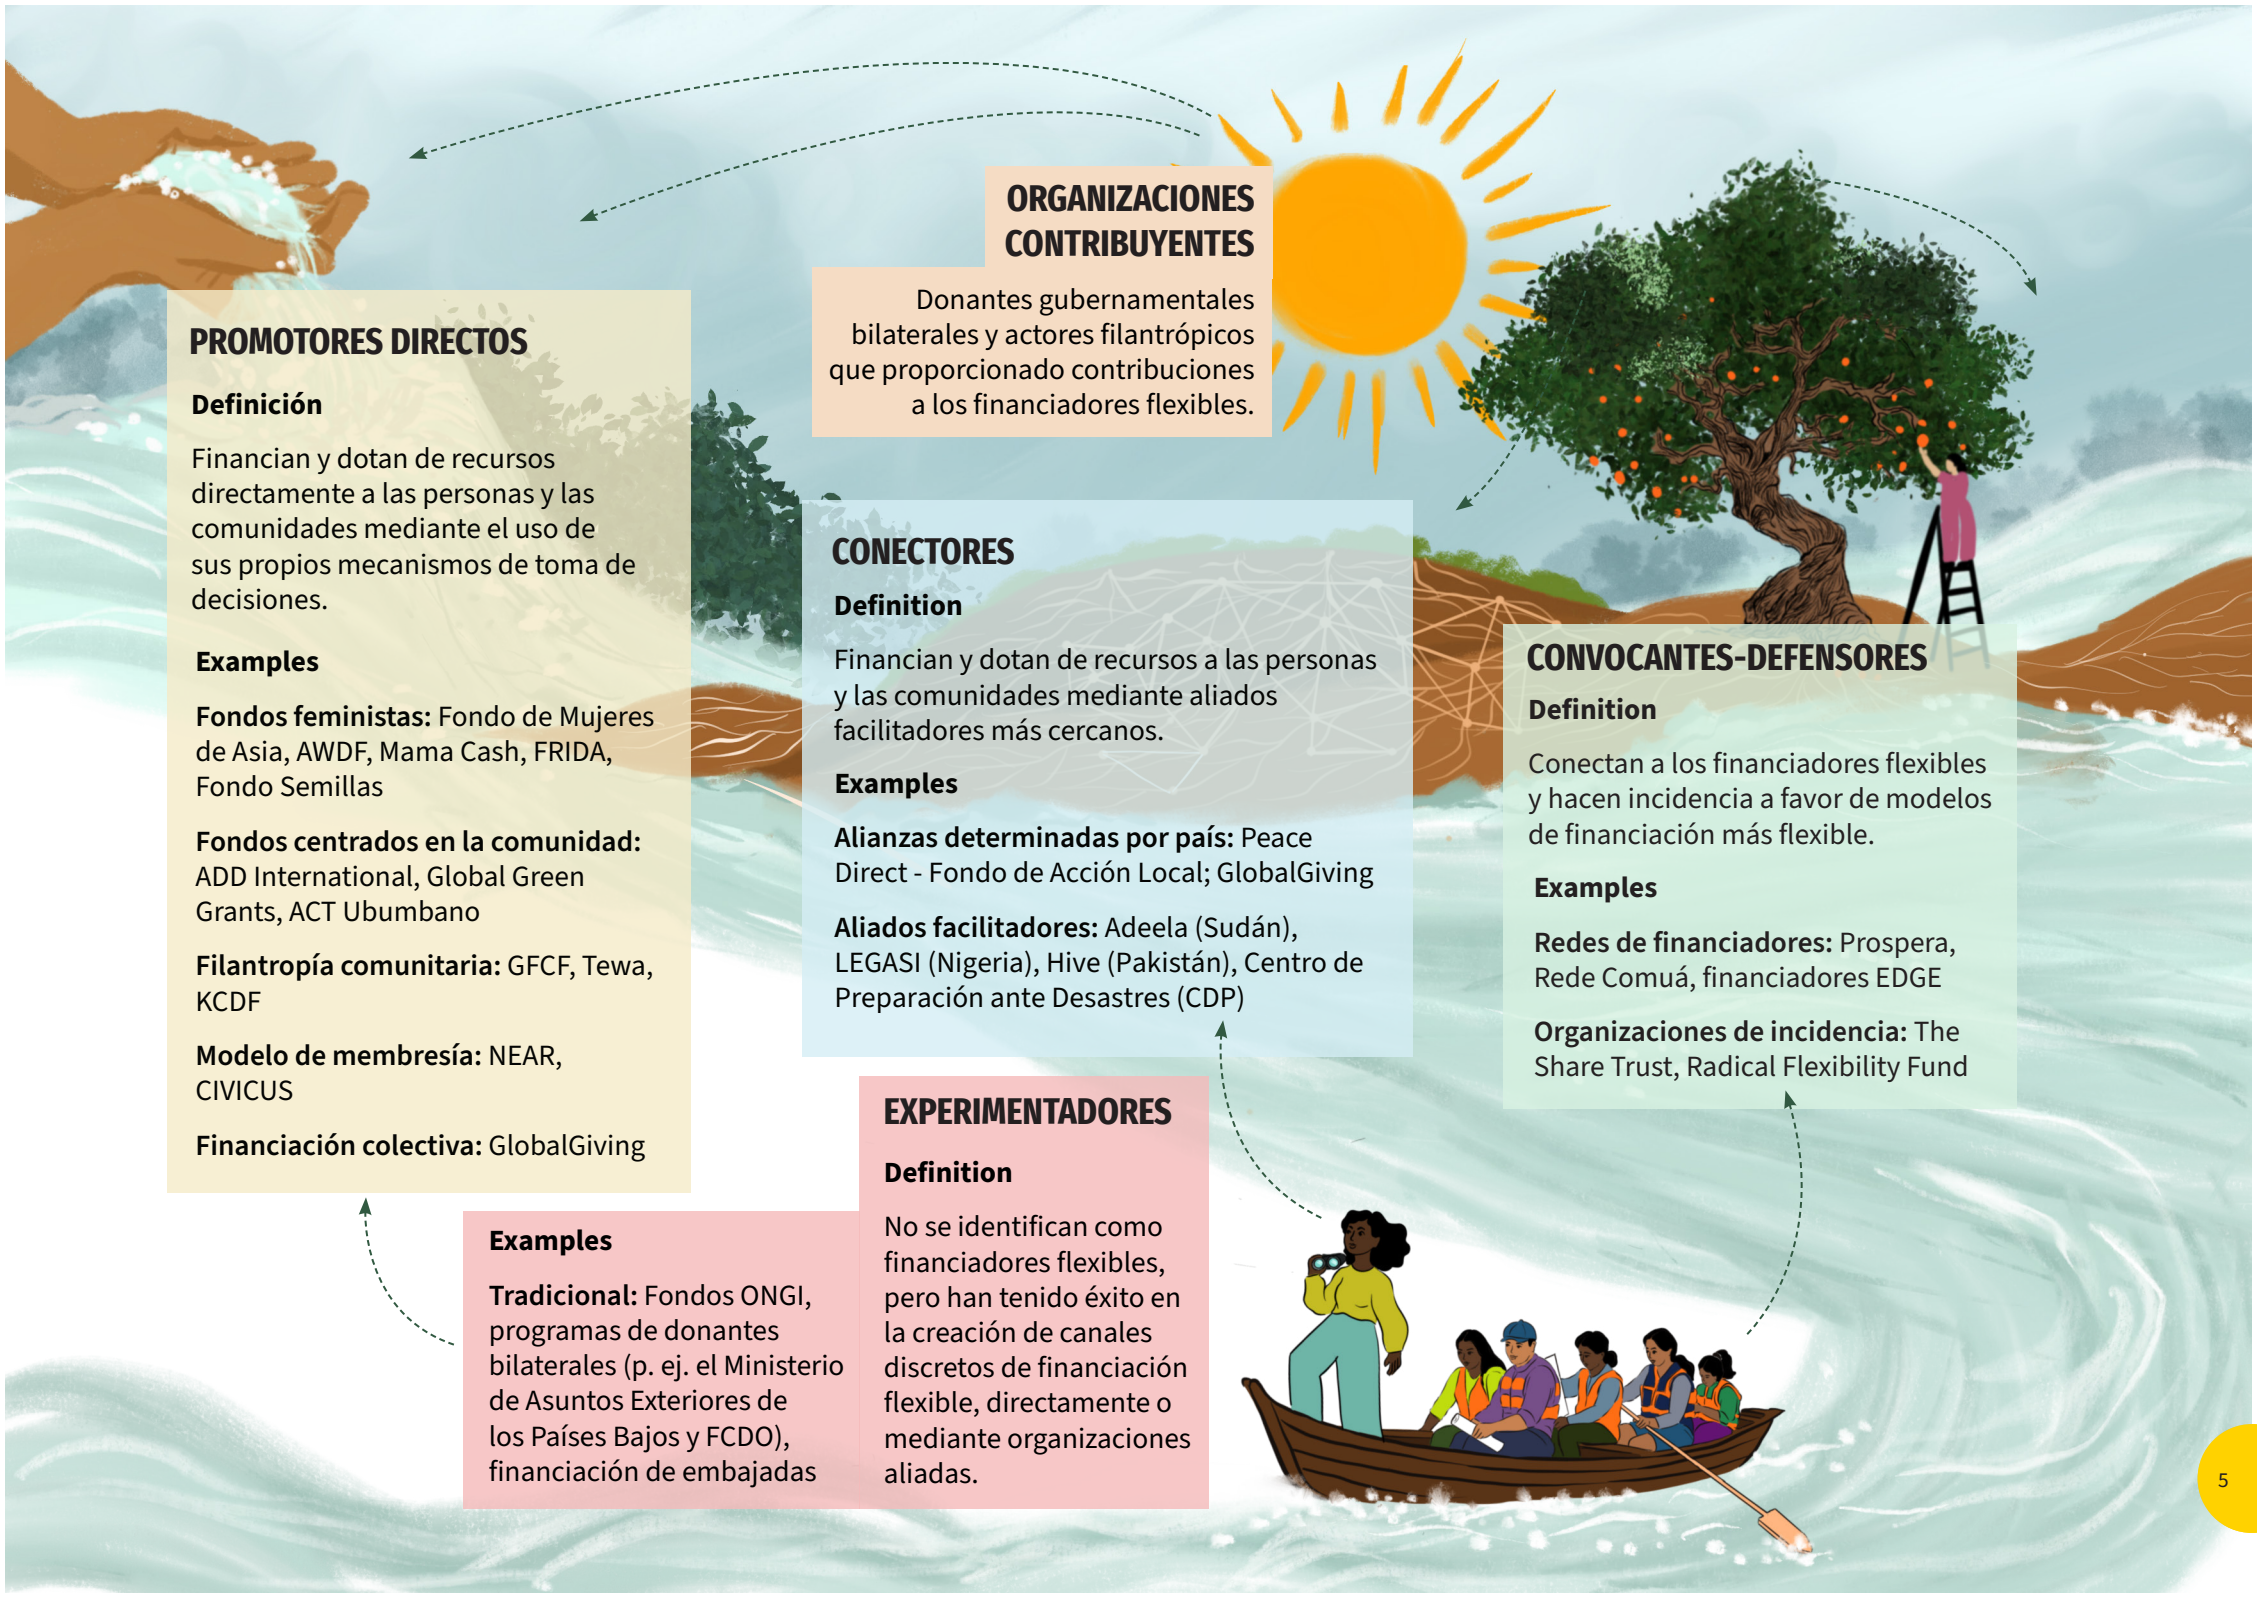 ORGANIZACIONES
CONTRIBUYENTES
Donantes gubernamentales
bilaterales y actores filantrópicos
que proporcionado contribuciones
a los financiadores flexibles.
PROMOTORES DIRECTOS
Definición
Financian y dotan de recursos
directamente a las personas y las
comunidades mediante el uso de
sus propios mecanismos de toma de
decisiones.
Examples
Fondos feministas: Fondo de Mujeres
de Asia, AWDF, Mama Cash, FRIDA,
Fondo Semillas
Fondos centrados en la comunidad:
ADD International, Global Green
Grants, ACT Ubumbano
Filantropía comunitaria: GFCF, Tewa,
KCDF
Modelo de membresía: NEAR,
CIVICUS
Financiación colectiva: GlobalGiving
CONECTORES
Definition
Financian y dotan de recursos a las personas
y las comunidades mediante aliados
facilitadores más cercanos.
Examples
Alianzas determinadas por país: Peace
Direct - Fondo de Acción Local; GlobalGiving
Aliados facilitadores: Adeela (Sudán),
LEGASI (Nigeria), Hive (Pakistán), Centro de
Preparación ante Desastres (CDP)
CONVOCANTES-DEFENSORES
Definition
Conectan a los financiadores flexibles
y hacen incidencia a favor de modelos
de financiación más flexible.
Examples
Redes de financiadores: Prospera,
Rede Comuá, financiadores EDGE
Organizaciones de incidencia: The
Share Trust, Radical Flexibility Fund
EXPERIMENTADORES
Definition
No se identifican como
financiadores flexibles,
pero han tenido éxito en
la creación de canales
discretos de financiación
flexible, directamente o
mediante organizaciones
aliadas.
Examples
Tradicional: Fondos ONGI,
programas de donantes
bilaterales (p. ej. el Ministerio
de Asuntos Exteriores de
los Países Bajos y FCDO),
financiación de embajadas
5